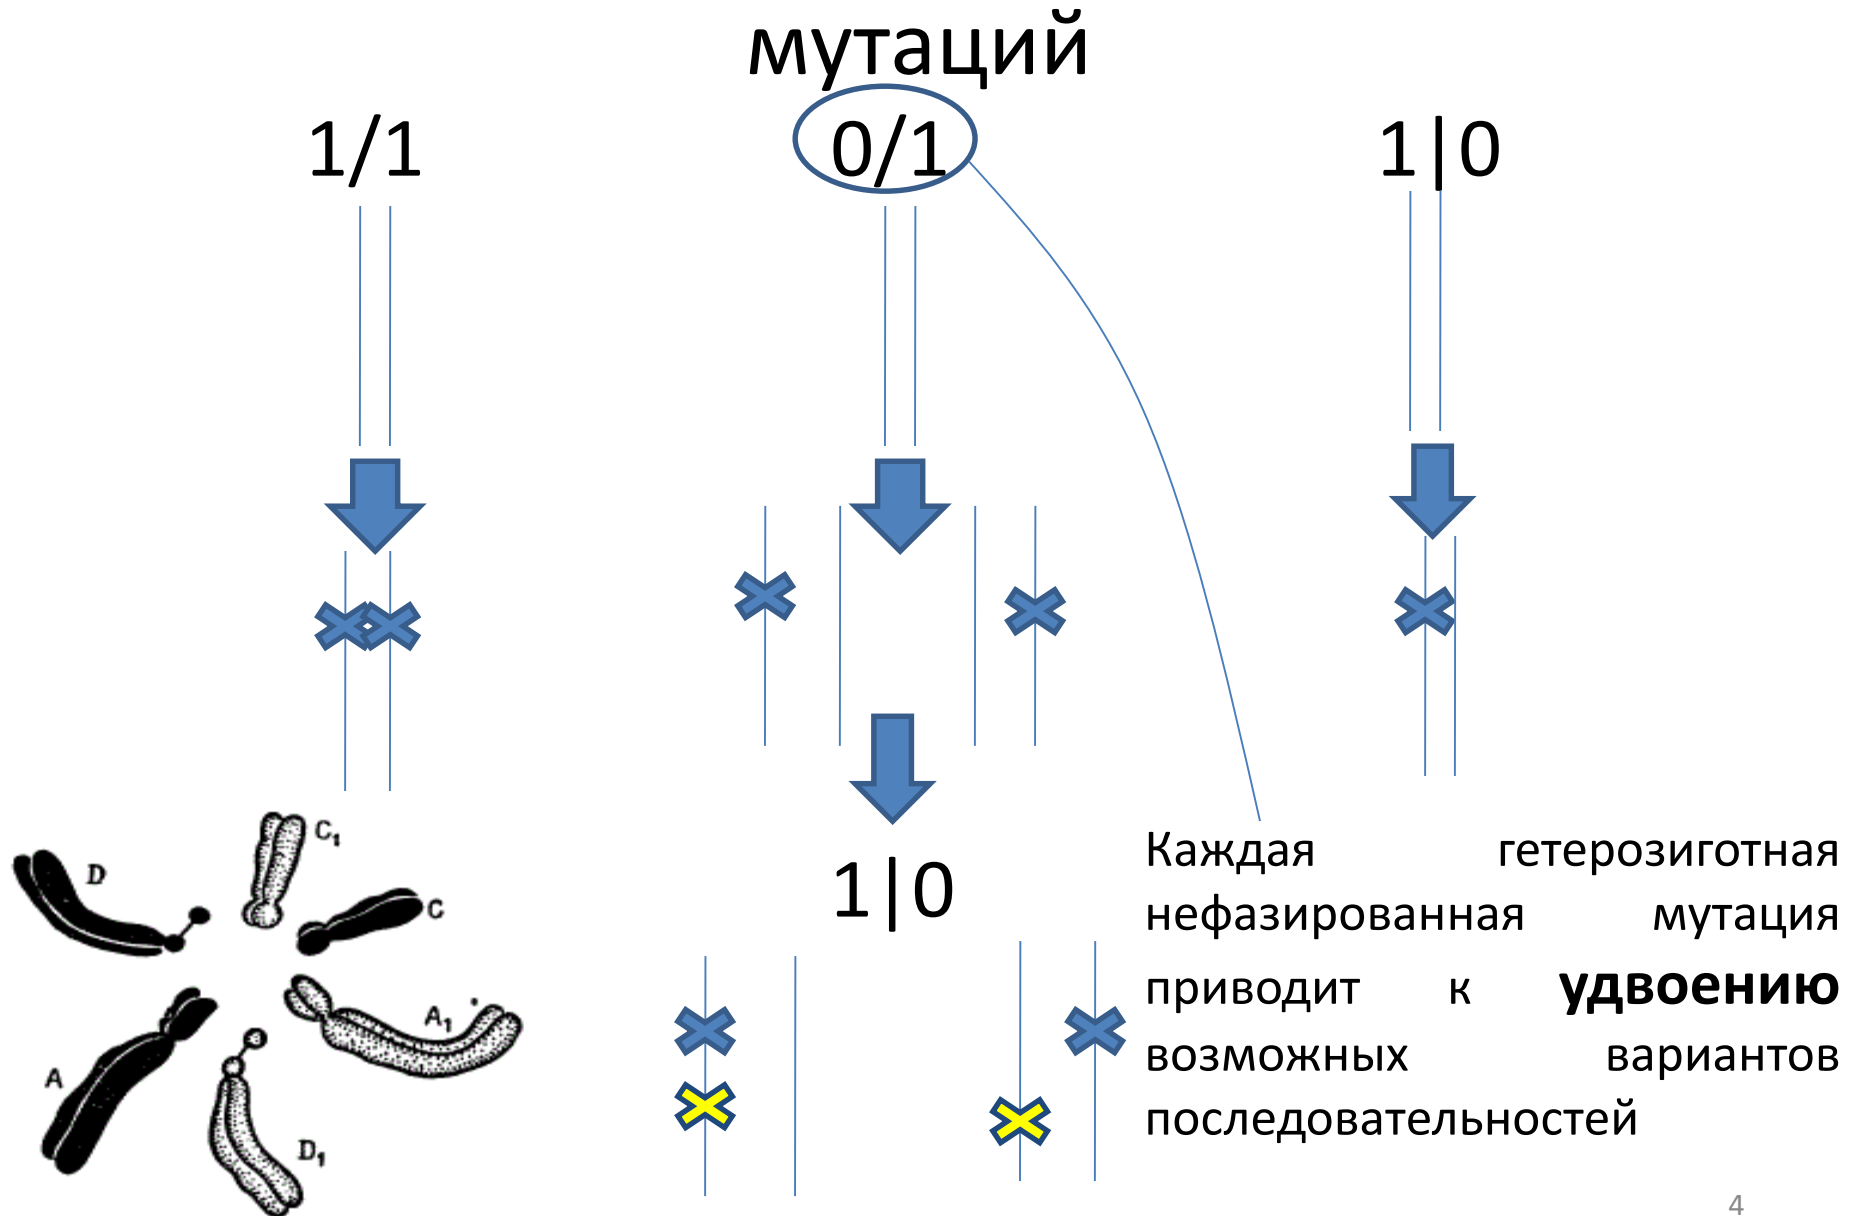 мутаций
1/1
0/1
1|0
1|0
Каждая гетерозиготная
нефазированная мутация
приводит к удвоению
возможных вариантов
последовательностей
C₁
D
C
A₁
A
D₁
4